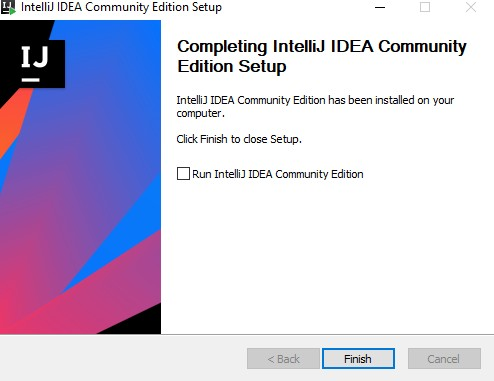 IntelliJ IDEA Community Edition Setup
IJ
Completing IntelliJ IDEA Community
Edition Setup
IntelliJ IDEA Community Edition has been installed on your
computer.
Click Finish to close Setup.
Run IntelliJ IDEA Community Edition
< Back
Finish
Cancel